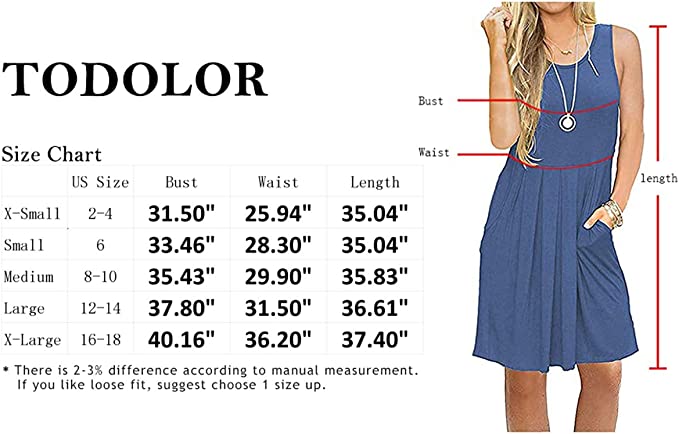 TODOLOR
Size Chart
US Size Bust Waist Length
X-Small 2-4 31.50" 25.94" 35.04"
Small 6 33.46" 28.30" 35.04"
Medium 8-10 35.43" 29.90" 35.83"
Large 12-14 37.80" 31.50" 36.61"
X-Large 16-18 40.16" 36.20" 37.40"
* There is 2-3% difference according to manual measurement.
If you like loose fit, suggest choose 1 size up.
Bust
Waist
length